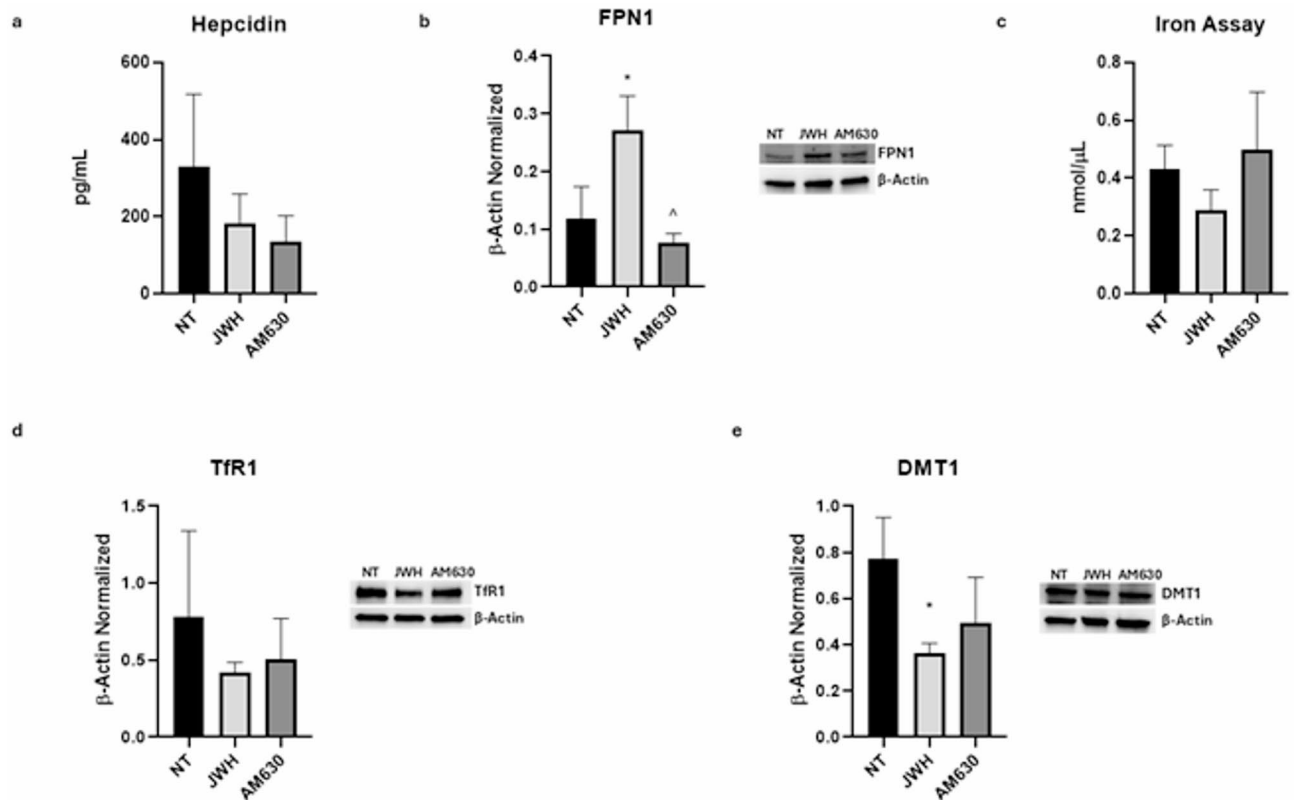 a
Hepcidin
600
400
200
0
pg/mL
NT
JWH
AM630
b
FPN1
0.4
0.3
0.2
0.1
0.0
β-Actin Normalized
*
^
NT
JWH
AM630
NT JWH AM630
FPN1
β-Actin
c
Iron Assay
0.8
0.6
0.4
0.2
0.0
nmol/μL
NT
JWH
AM630
d
TfR1
1.5
1.0
0.5
0.0
β-Actin Normalized
NT
JWH
AM630
NT JWH AM630
TfR1
β-Actin
e
DMT1
1.0
0.8
0.6
0.4
0.2
0.0
β-Actin Normalized
*
NT
JWH
AM630
NT JWH AM630
DMT1
β-Actin